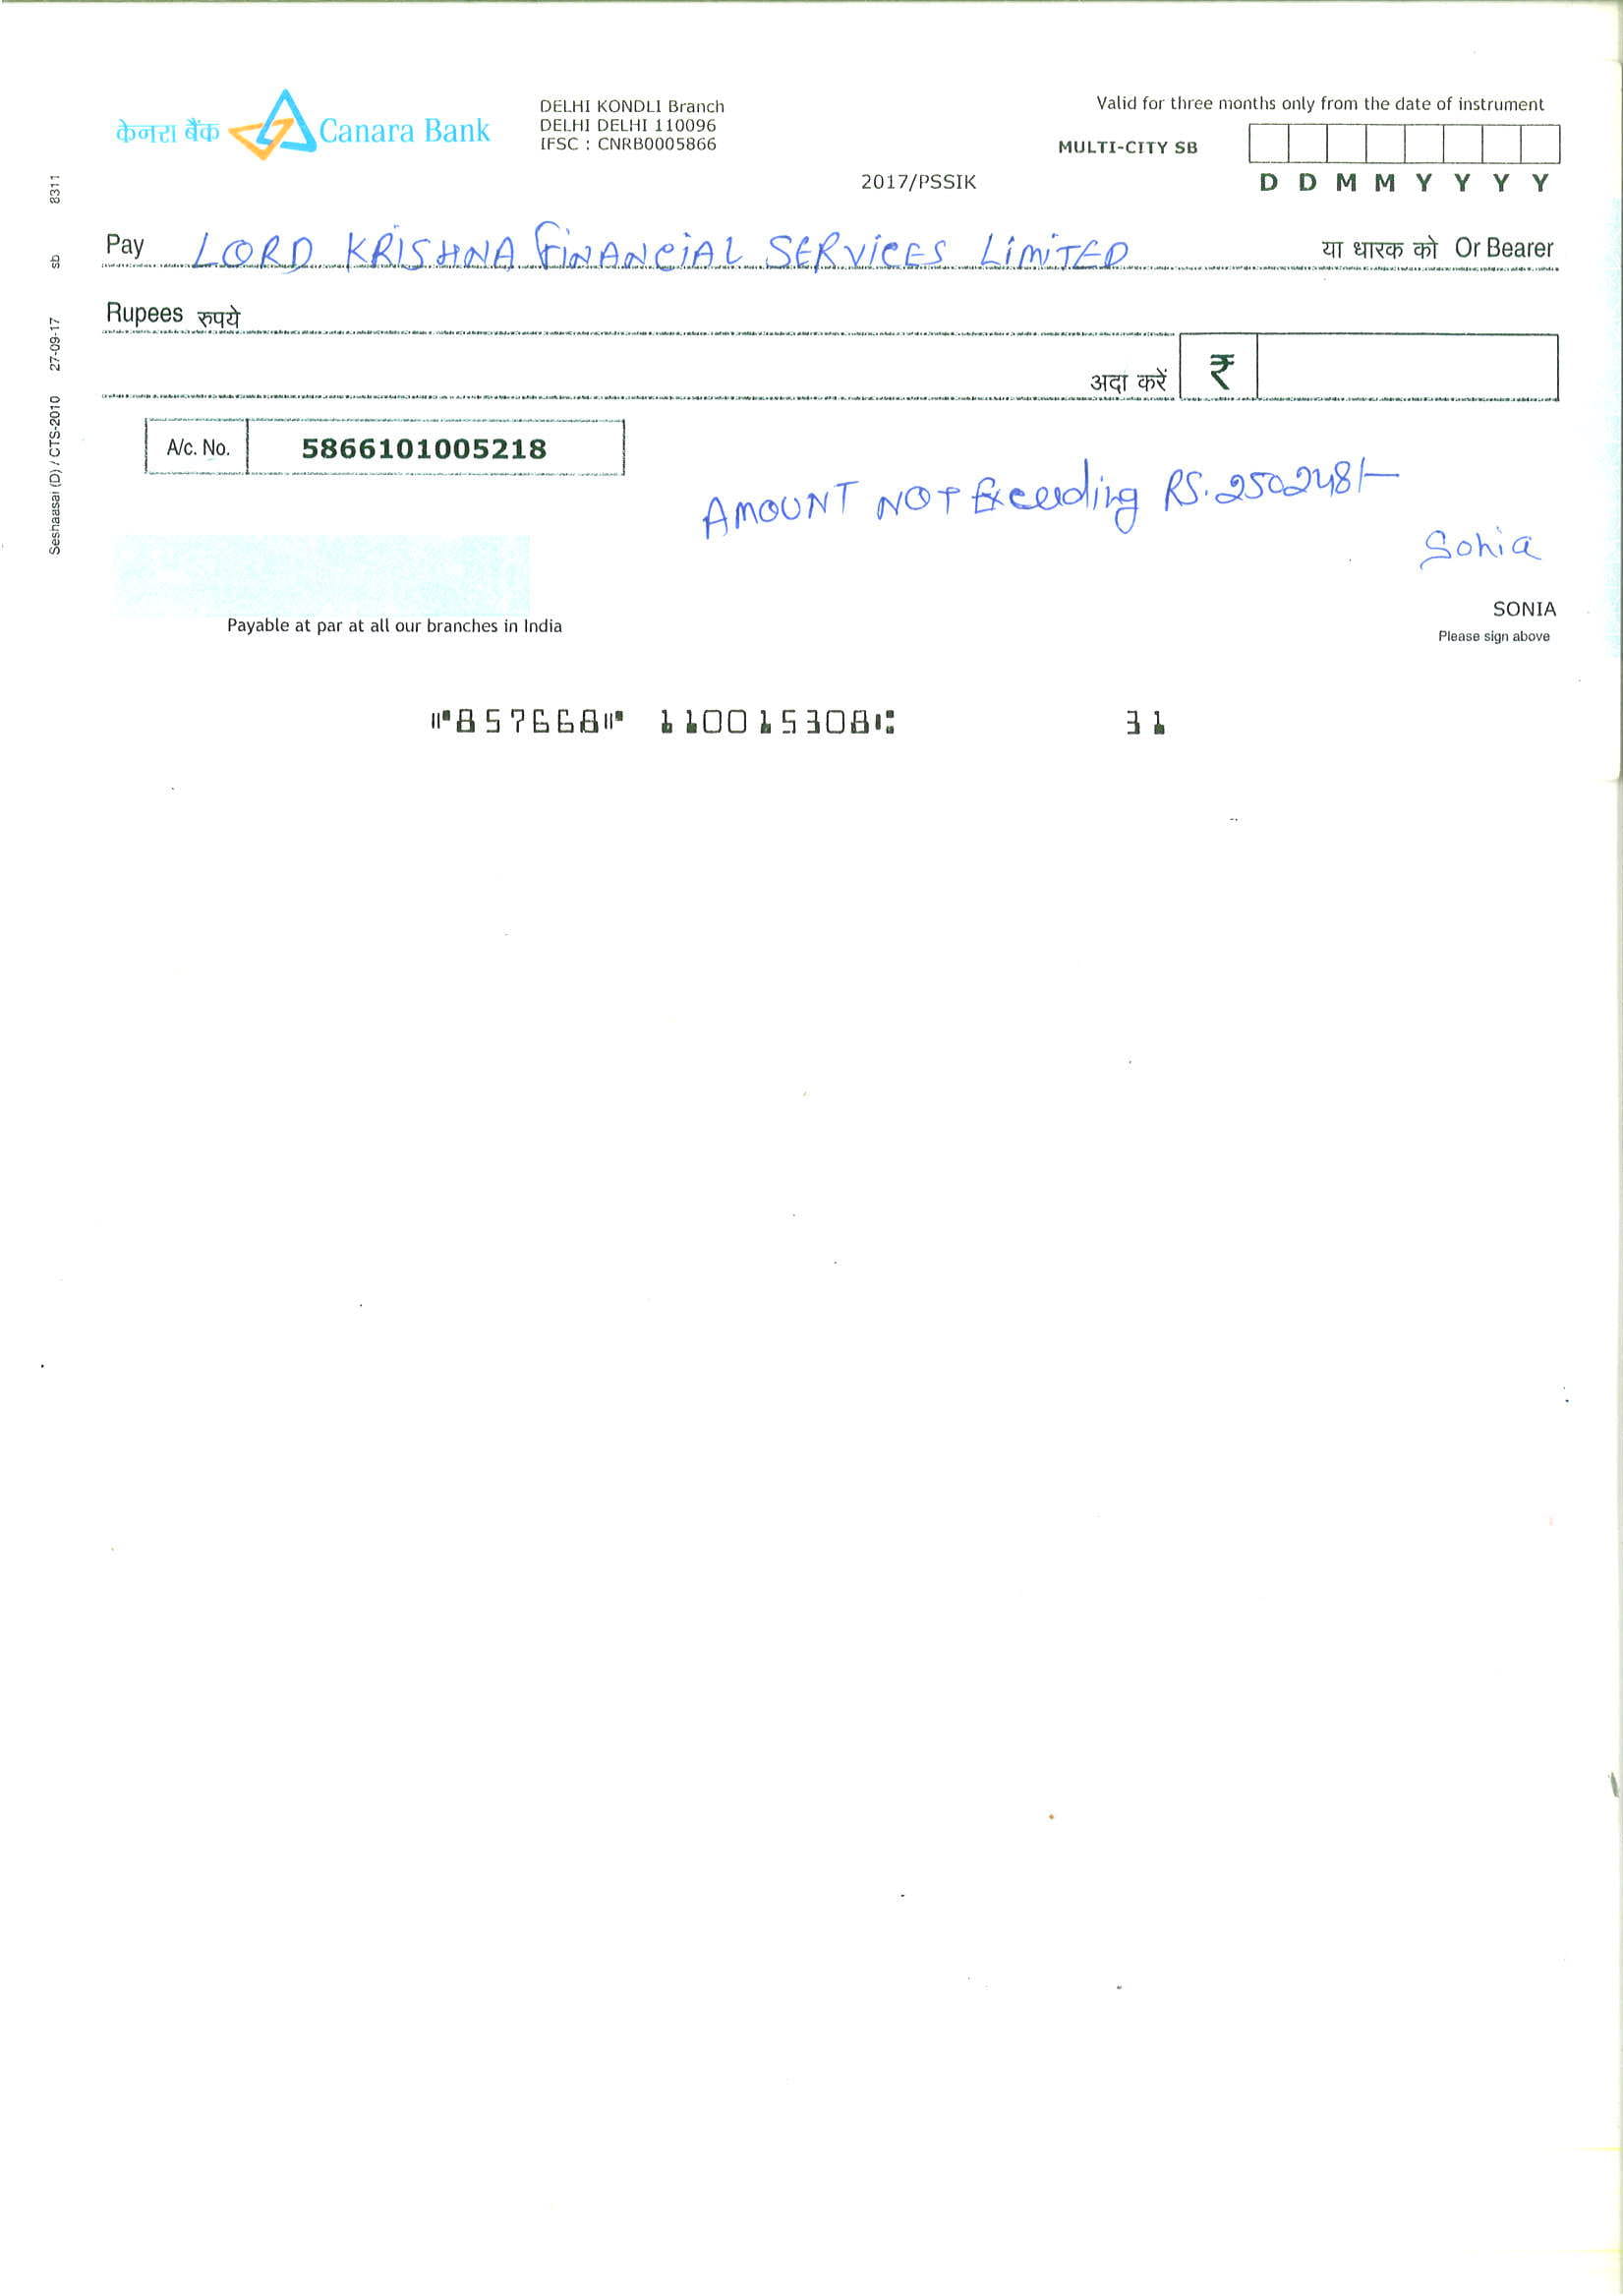 केनरा बैंक Canara Bank
DELHI KONDLI Branch
DELHI DELHI 110096
IFSC : CNRB0005866
2017/PSSIK
Valid for three months only from the date of instrument
MULTI-CITY SB
D D M M Y Y Y Y
Pay LORD KRISHNA FINANCIAL SERVICES LIMITED या धारक को Or Bearer
Rupees रुपये
अदा करें ₹
A/c. No. 5866101005218
AMOUNT NOT Exceeding RS. 250248/-
Sonia
SONIA
Please sign above
Payable at par at all our branches in India
⑈857668⑈ 110015308⑆ 31
Seshaasai (D) / CTS-2010 27-09-17 sb 8311